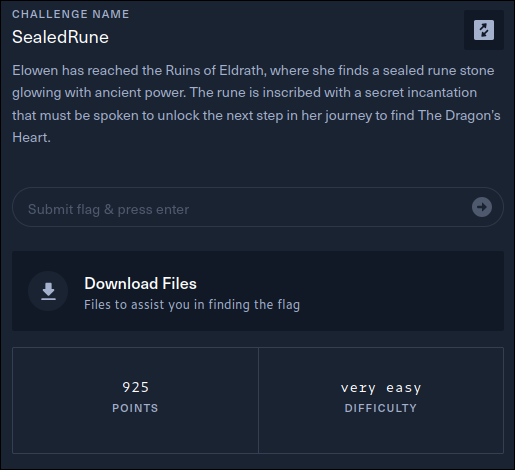 CHALLENGE NAME
SealedRune
Elowen has reached the Ruins of Eldrath, where she finds a sealed rune stone
glowing with ancient power. The rune is inscribed with a secret incantation
that must be spoken to unlock the next step in her journey to find The Dragon's
Heart.
Submit flag & press enter
Download Files
Files to assist you in finding the flag
925
POINTS
very easy
DIFFICULTY